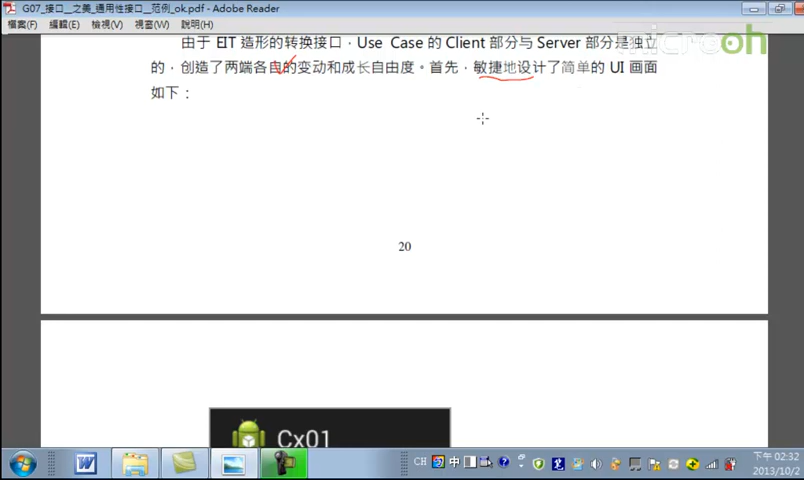 G07_接口__之美_通用性接口__范例_ok.pdf - Adobe Reader
檔案(F) 編輯(E) 檢視(V) 視窗(W) 說明(H)
microoh
由于 EIT 造形的转换接口，Use Case 的 Client 部分与 Server 部分是独立
的，创造了两端各自的变动和成长自由度。首先，敏捷地设计了简单的 UI 画面
如下：
20
Cx01
CH 中
下午 02:32
2013/10/2